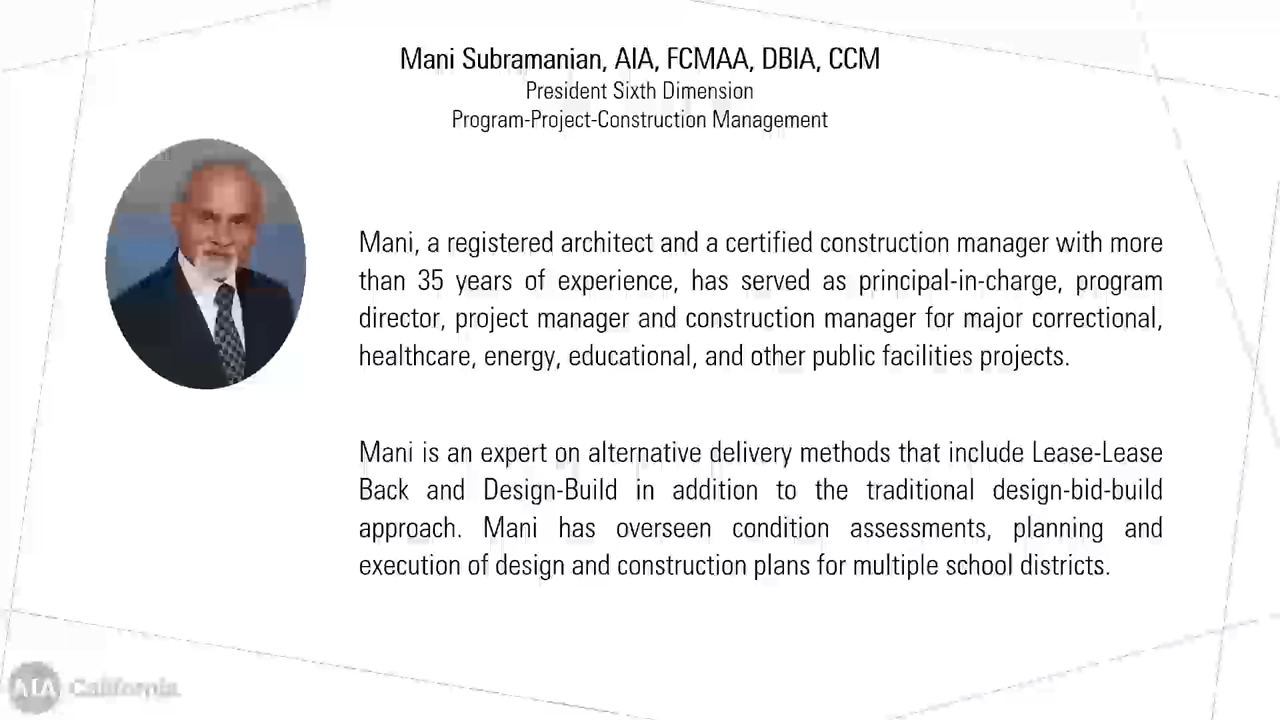 Mani Subramanian, AIA, FCMAA, DBIA, CCM
President Sixth Dimension
Program-Project-Construction Management
Mani, a registered architect and a certified construction manager with more
than 35 years of experience, has served as principal-in-charge, program
director, project manager and construction manager for major correctional,
healthcare, energy, educational, and other public facilities projects.
Mani is an expert on alternative delivery methods that include Lease-Lease
Back and Design-Build in addition to the traditional design-bid-build
approach. Mani has overseen condition assessments, planning and
execution of design and construction plans for multiple school districts.
AIA California